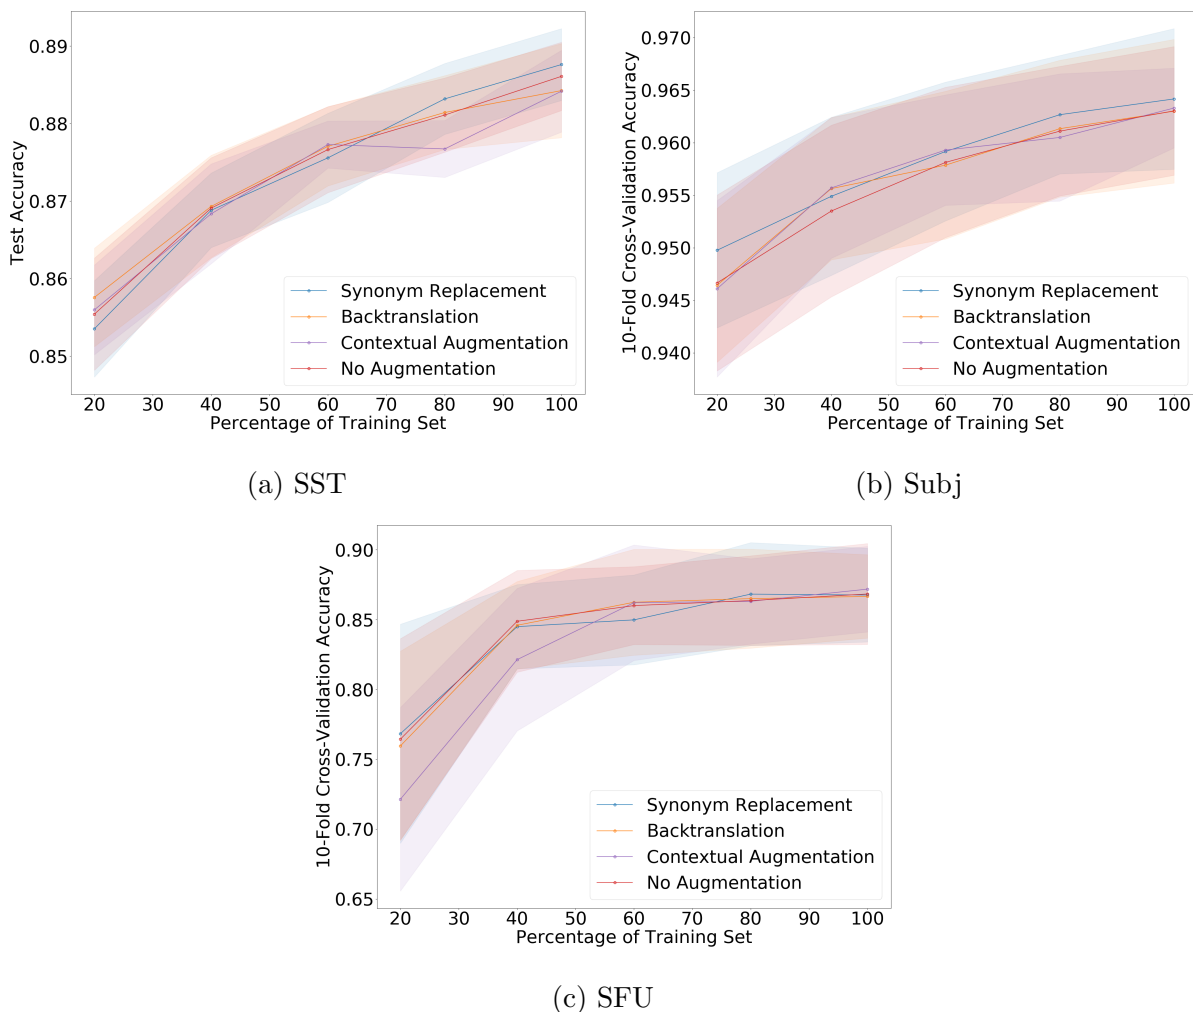 0.89
0.88
0.87
0.86
0.85
Test Accuracy
Synonym Replacement
Backtranslation
Contextual Augmentation
No Augmentation
20 30 40 50 60 70 80 90 100
Percentage of Training Set
(a) SST
0.970
0.965
0.960
0.955
0.950
0.945
0.940
10-Fold Cross-Validation Accuracy
Synonym Replacement
Backtranslation
Contextual Augmentation
No Augmentation
20 30 40 50 60 70 80 90 100
Percentage of Training Set
(b) Subj
0.90
0.85
0.80
0.75
0.70
0.65
10-Fold Cross-Validation Accuracy
Synonym Replacement
Backtranslation
Contextual Augmentation
No Augmentation
20 30 40 50 60 70 80 90 100
Percentage of Training Set
(c) SFU